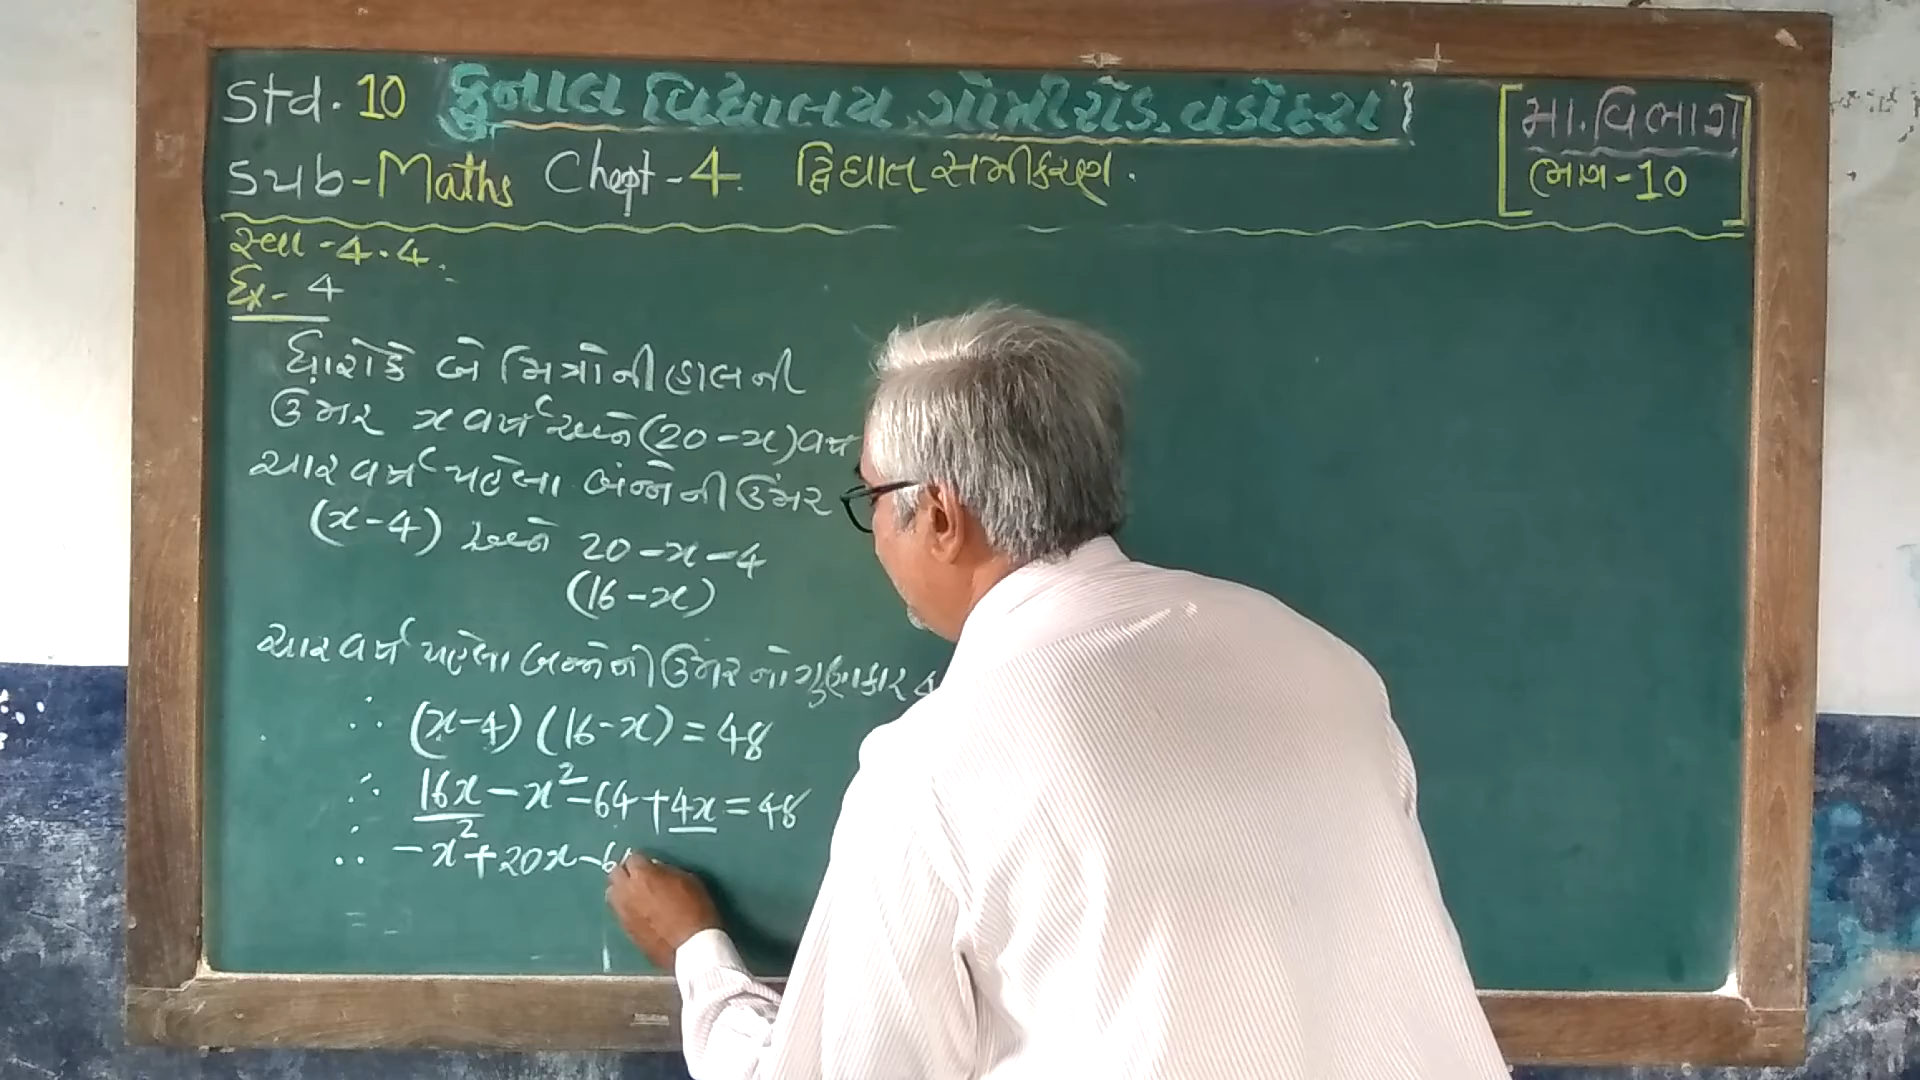 Std. 10 કુનાલ વિદ્યાલય, ગોત્રીરોડ, વડોદરા
મા.વિભાગ
Sub-Maths Chapt-4. દ્વિઘાત સમીકરણ.
ભાગ-10
સ્વા-4.4.
Ex- 4
ધારોકે બે મિત્રોની હાલની
ઉંમર x વર્ષ અને (20-x) વર્ષ
ચાર વર્ષ પહેલા બંન્નેની ઉંમર
(x-4) અને 20-x-4
(16-x)
ચાર વર્ષ પહેલા બન્નેની ઉંમરનો ગુણાકાર
∴ (x-4) (16-x) = 48
∴ 16x - x² - 64 + 4x = 48
∴ -x² + 20x - 64